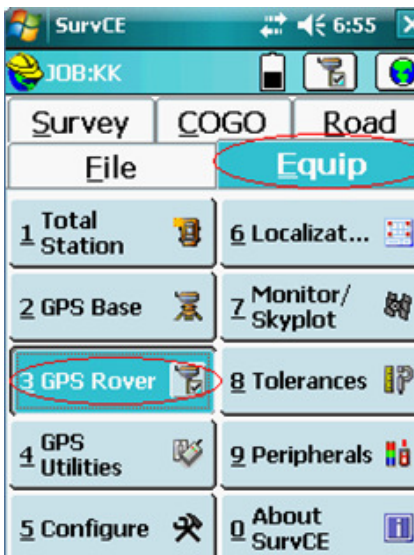 SurvCE 6:55
JOB:KK
Survey COGO Road
File Equip
1 Total Station
6 Localizat...
2 GPS Base
7 Monitor/ Skyplot
3 GPS Rover
8 Tolerances
4 GPS Utilities
9 Peripherals
5 Configure
0 About SurvCE